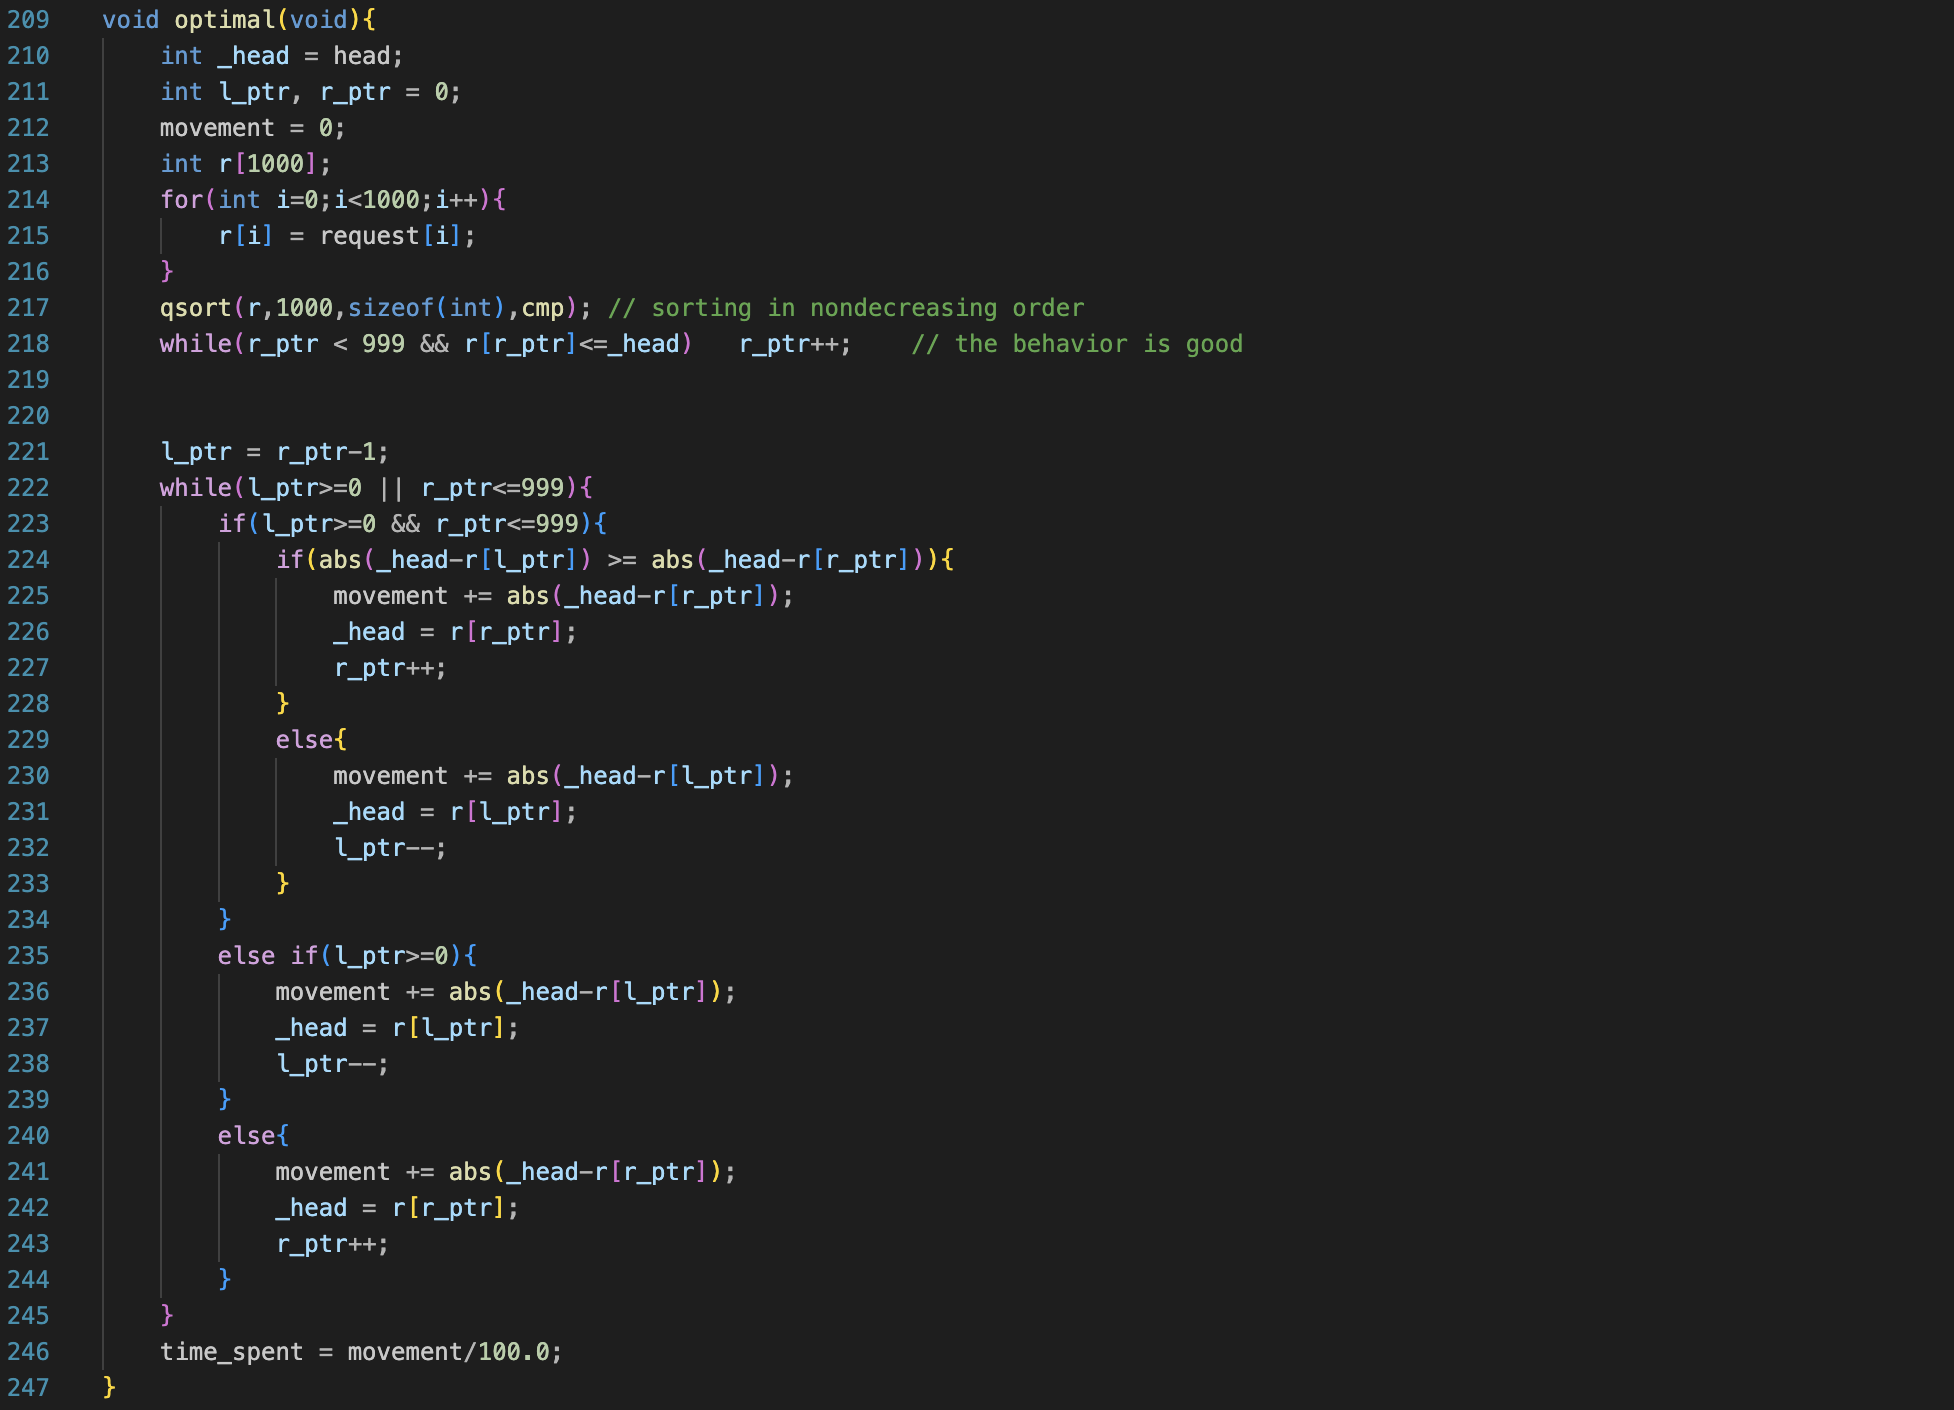 209 void optimal(void){
210     int _head = head;
211     int l_ptr, r_ptr = 0;
212     movement = 0;
213     int r[1000];
214     for(int i=0;i<1000;i++){
215         r[i] = request[i];
216     }
217     qsort(r,1000,sizeof(int),cmp); // sorting in nondecreasing order
218     while(r_ptr < 999 && r[r_ptr]<=_head)   r_ptr++;    // the behavior is good
219
220
221     l_ptr = r_ptr-1;
222     while(l_ptr>=0 || r_ptr<=999){
223         if(l_ptr>=0 && r_ptr<=999){
224             if(abs(_head-r[l_ptr]) >= abs(_head-r[r_ptr])){
225                 movement += abs(_head-r[r_ptr]);
226                 _head = r[r_ptr];
227                 r_ptr++;
228             }
229             else{
230                 movement += abs(_head-r[l_ptr]);
231                 _head = r[l_ptr];
232                 l_ptr--;
233             }
234         }
235         else if(l_ptr>=0){
236             movement += abs(_head-r[l_ptr]);
237             _head = r[l_ptr];
238             l_ptr--;
239         }
240         else{
241             movement += abs(_head-r[r_ptr]);
242             _head = r[r_ptr];
243             r_ptr++;
244         }
245     }
246     time_spent = movement/100.0;
247 }